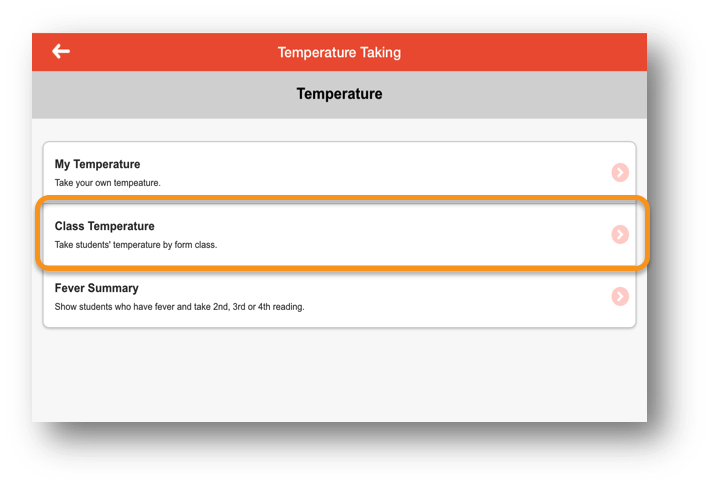 Temperature Taking
Temperature
My Temperature
Take your own tempeature.
Class Temperature
Take students' temperature by form class.
Fever Summary
Show students who have fever and take 2nd, 3rd or 4th reading.